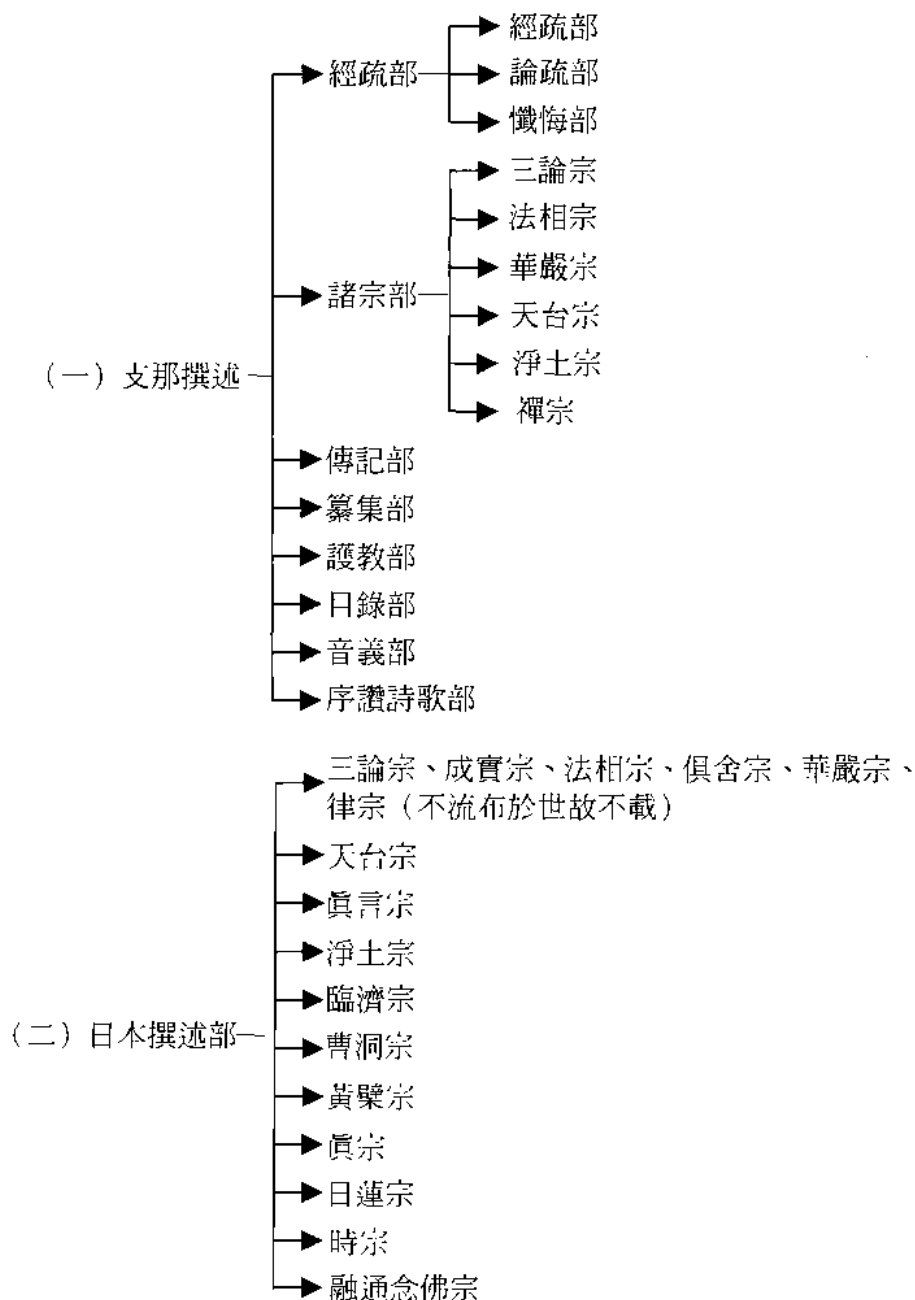 經疏部
經疏部
論疏部
懺悔部
三論宗
法相宗
諸宗部
華嚴宗
天台宗
(一)支那撰述
淨土宗
禪宗
傳記部
纂集部
護教部
目錄部
音義部
序讚詩歌部
三論宗、成實宗、法相宗、俱舍宗、華嚴宗、
律宗(不流布於世故不載)
天台宗
眞言宗
淨土宗
臨濟宗
(二)日本撰述部
曹洞宗
黃檗宗
眞宗
日蓮宗
時宗
融通念佛宗